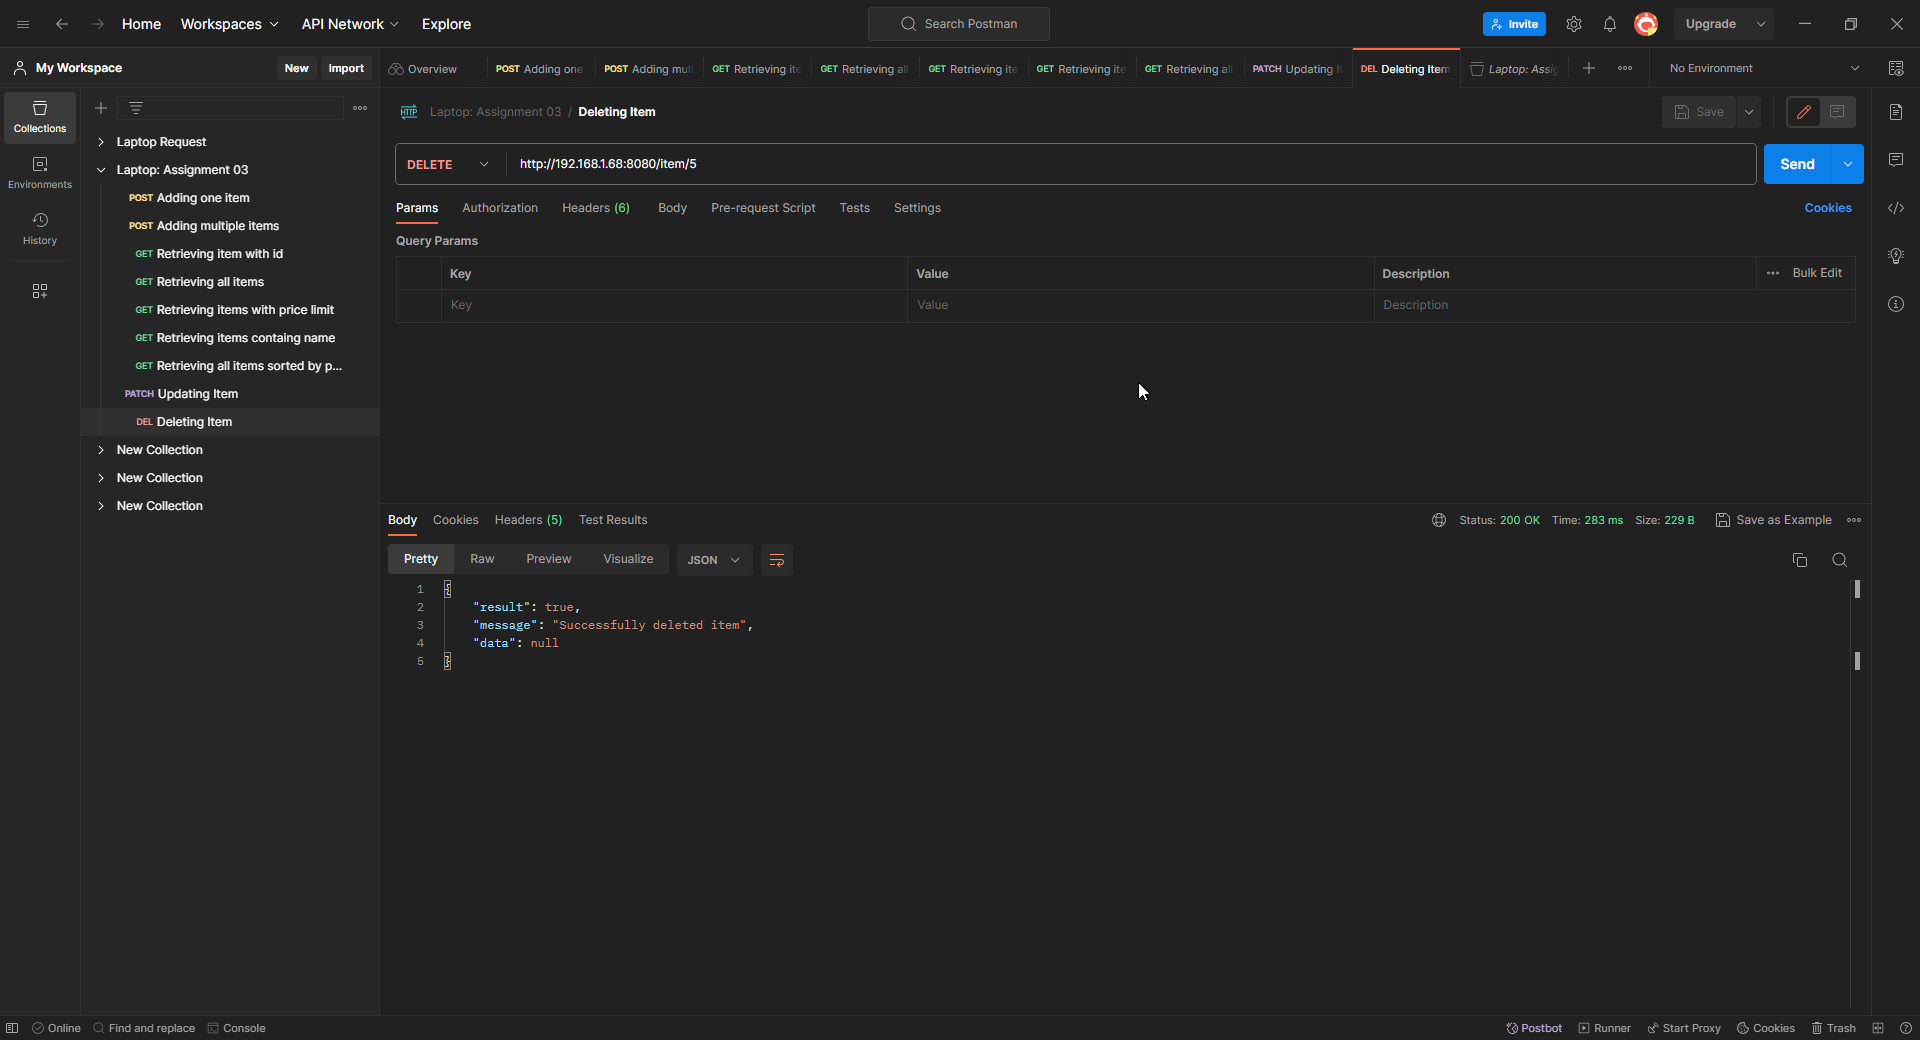 Home Workspaces API Network Explore Search Postman Invite Upgrade
My Workspace New Import Overview POST Adding one POST Adding mul GET Retrieving ite GET Retrieving all GET Retrieving ite GET Retrieving ite GET Retrieving all PATCH Updating I DEL Deleting Item Laptop: Assig No Environment
Collections
Environments
History
Laptop Request
Laptop: Assignment 03
POST Adding one item
POST Adding multiple items
GET Retrieving item with id
GET Retrieving all items
GET Retrieving items with price limit
GET Retrieving items containg name
GET Retrieving all items sorted by p...
PATCH Updating Item
DEL Deleting Item
New Collection
New Collection
New Collection
HTTP Laptop: Assignment 03 / Deleting Item Save
DELETE http://192.168.1.68:8080/item/5 Send
Params Authorization Headers (6) Body Pre-request Script Tests Settings Cookies
Query Params
Key Value Description Bulk Edit
Key Value Description
Body Cookies Headers (5) Test Results Status: 200 OK Time: 283 ms Size: 229 B Save as Example
Pretty Raw Preview Visualize JSON
1 {
2 "result": true,
3 "message": "Successfully deleted item",
4 "data": null
5 }
Online Find and replace Console Postbot Runner Start Proxy Cookies Trash